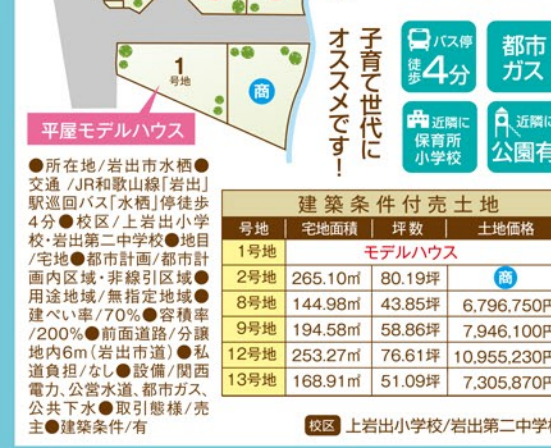 1
号地
商
平屋モデルハウス
子育て世代に
オススメです！
バス停
徒歩4分
都市
ガス
近隣に
保育所
小学校
近隣に
公園有
●所在地/岩出市水栖●
交通 /JR和歌山線「岩出」
駅巡回バス「水栖」停徒歩
4分●校区/上岩出小学
校・岩出第二中学校●地目
/宅地●都市計画/都市計
画内区域・非線引区域●
用途地域/無指定地域●
建ぺい率/70%●容積率
/200%●前面道路/分譲
地内6m(岩出市道)●私
道負担/なし●設備/関西
電力、公営水道、都市ガス、
公共下水●取引態様/売
主●建築条件/有
建築条件付売土地
号地 宅地面積 坪数 土地価格
1号地 モデルハウス
2号地 265.10㎡ 80.19坪 商
8号地 144.98㎡ 43.85坪 6,796,750円
9号地 194.58㎡ 58.86坪 7,946,100円
12号地 253.27㎡ 76.61坪 10,955,230円
13号地 168.91㎡ 51.09坪 7,305,870円
校区 上岩出小学校/岩出第二中学校